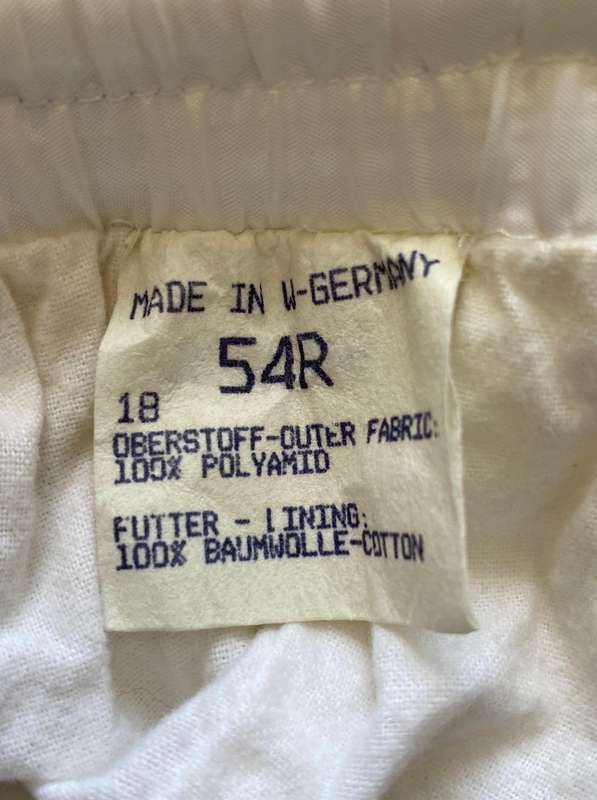 MADE IN W-GERMANY
54R
18
OBERSTOFF-OUTER FABRIC:
100% POLYAMID
FUTTER - LINING:
100% BAUMWOLLE-COTTON